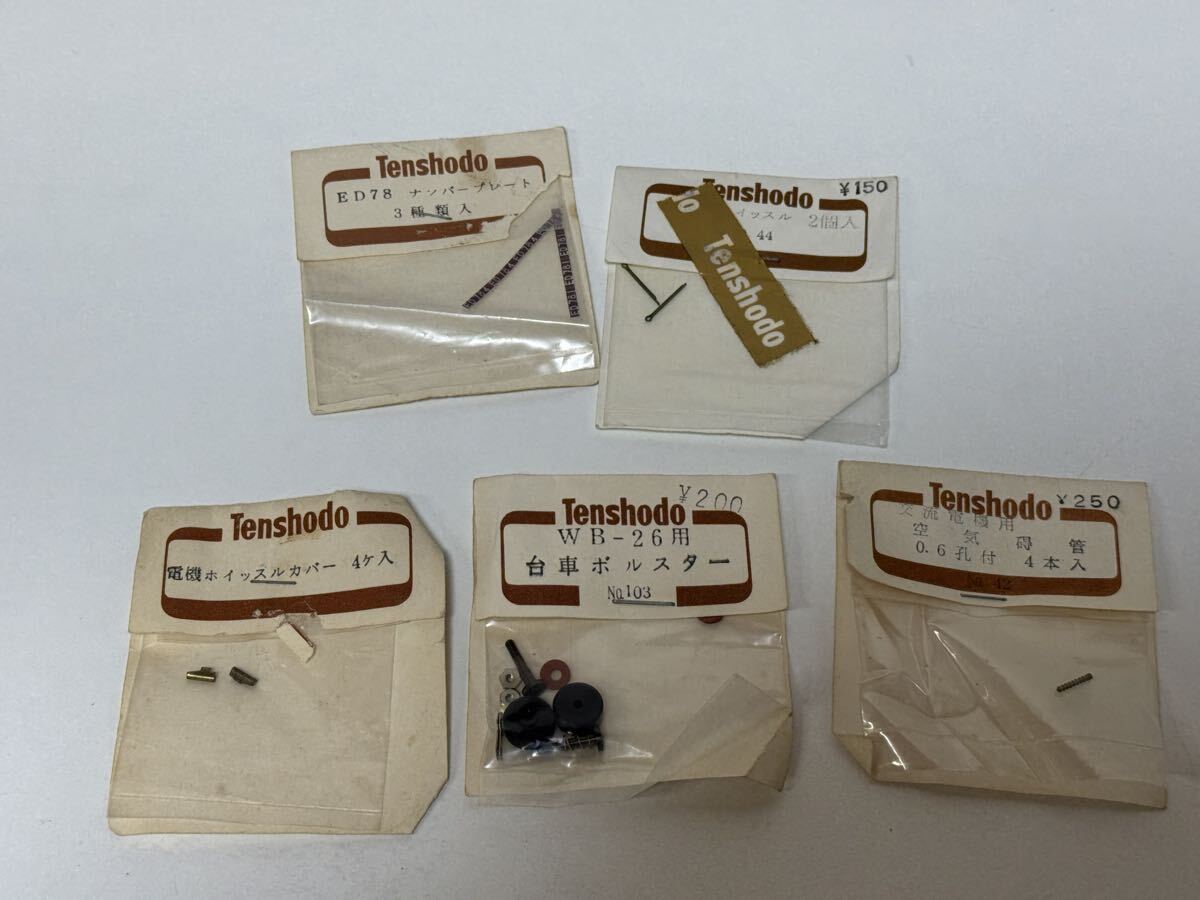 Tenshodo
ED78 ナンバープレート
3種類入
Tenshodo
¥150
イッスル 2個入
44
do
Tenshodo
Tenshodo
電機ホイッスルカバー 4ケ入
¥200
Tenshodo
WB-26用
台車ボルスター
No.103
Tenshodo
¥250
交流電機用
空気碍管
0.6孔付 4本入
No.42